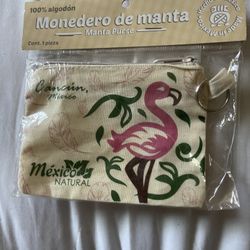 100% algodón
Monedero de manta
Manta Purse
Cont. 1 pieza
Cancún,
México
México
NATURAL